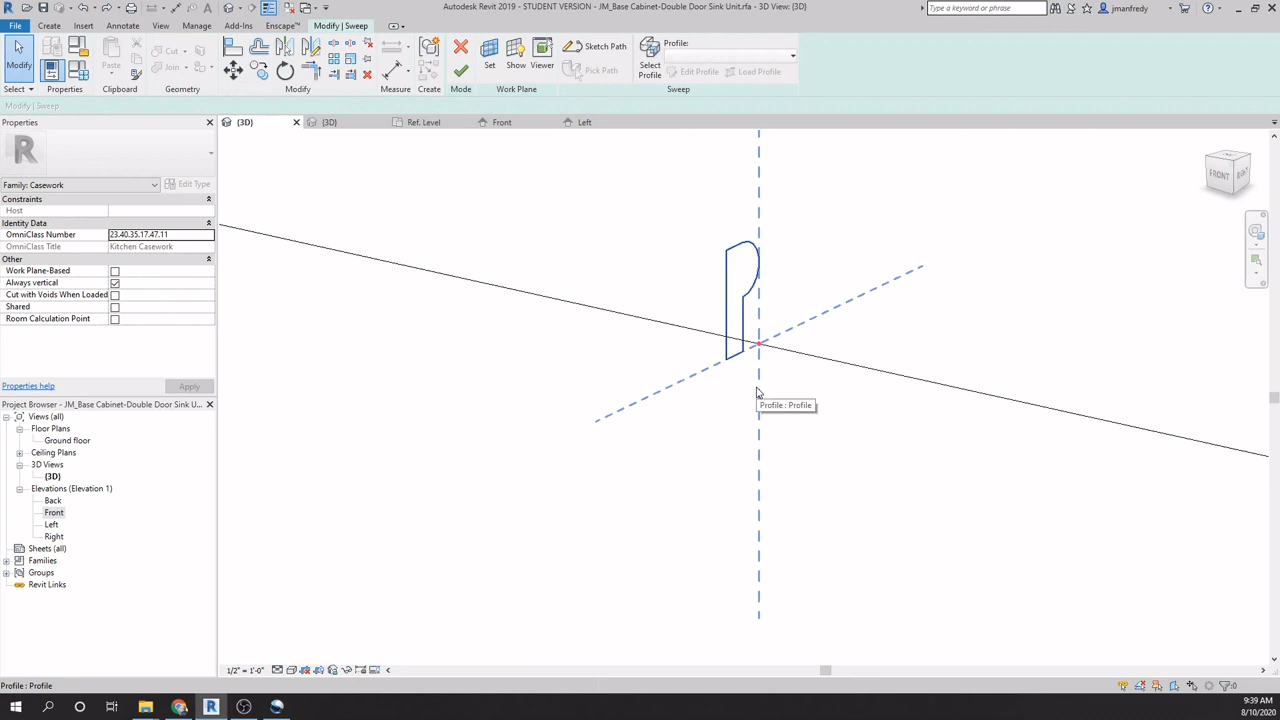 Autodesk Revit 2019 - STUDENT VERSION - JM_Base Cabinet-Double Door Sink Unit.rfa - 3D View: {3D}
Type a keyword or phrase
jmanfredy
File
Create
Insert
Annotate
View
Manage
Add-Ins
Enscape™
Modify | Sweep
Modify
Paste
Cut
Join
Set
Show
Viewer
Sketch Path
Pick Path
Select
Profile
Profile:
<By Sketch>
Edit Profile
Load Profile
Select
Properties
Clipboard
Geometry
Modify
Measure
Create
Mode
Work Plane
Sweep
Modify | Sweep
Properties
{3D}
{3D}
Ref. Level
Front
Left
R
Family: Casework
Edit Type
Constraints
Host
Identity Data
OmniClass Number
23.40.35.17.47.11
OmniClass Title
Kitchen Casework
Other
Work Plane-Based
Always vertical
Cut with Voids When Loaded
Shared
Room Calculation Point
Properties help
Apply
Project Browser - JM_Base Cabinet-Double Door Sink U...
Views (all)
Floor Plans
Ground floor
Ceiling Plans
3D Views
{3D}
Elevations (Elevation 1)
Back
Front
Left
Right
Sheets (all)
Families
Groups
Revit Links
FRONT
RIGHT
Profile : Profile
1/2" = 1'-0"
Profile : Profile
:0
9:39 AM
8/10/2020